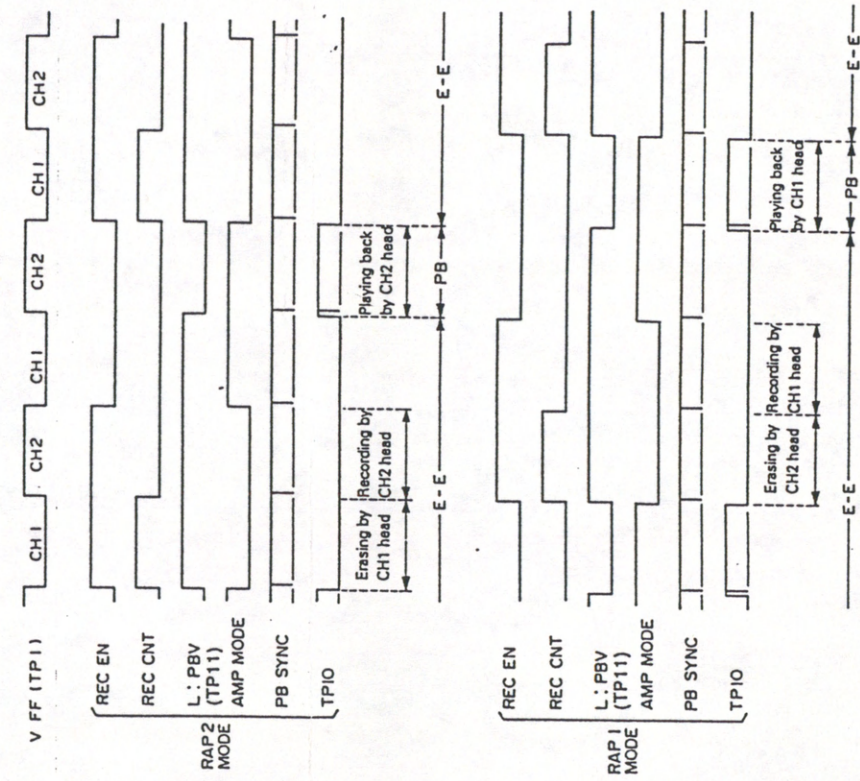 V FF (TP1)
CH1
CH2
CH1
CH2
CH1
CH2
RAP2
MODE
REC EN
REC CNT
L : PBV
(TP11)
AMP MODE
PB SYNC
TP10
Erasing by
CH1 head
Recording by
CH2 head
Playing back
by CH2 head
E-E
PB
E-E
RAP1
MODE
REC EN
REC CNT
L : PBV
(TP11)
AMP MODE
PB SYNC
TP10
Erasing by
CH2 head
Recording by
CH1 head
Playing back
by CH1 head
E-E
PB
E-E